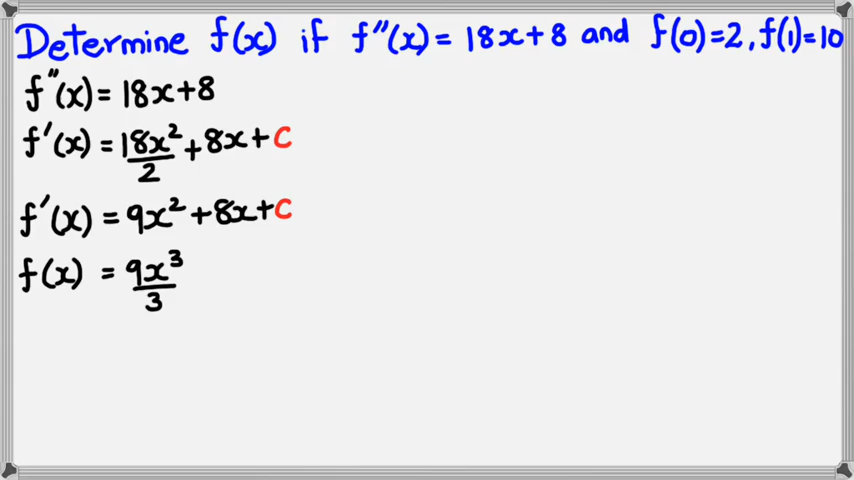 Determine f(x) if f"(x) = 18x+8 and f(0)=2, f(1)=10
f"(x) = 18x+8
f'(x) = 18x²/2 + 8x + C
f'(x) = 9x² + 8x + C
f(x) = 9x³/3